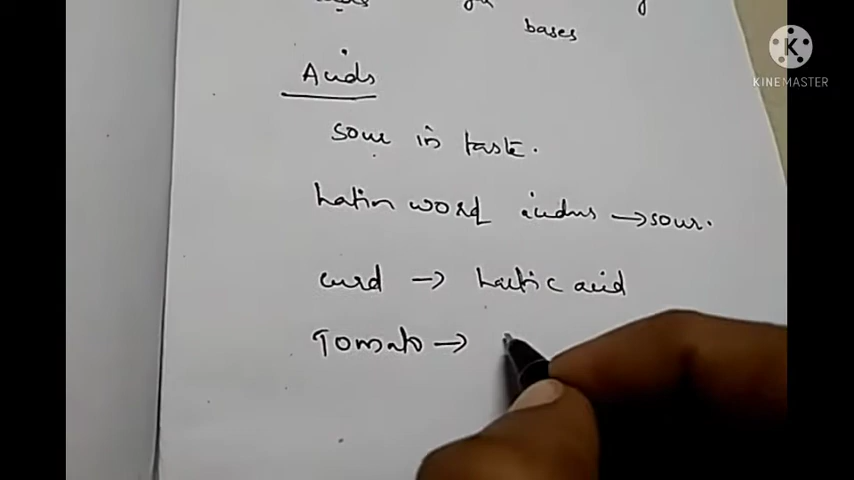 bases
K
KINEMASTER
Acids
Sour in taste.
Latin word acidus → sour.
curd → Lactic acid
Tomato →